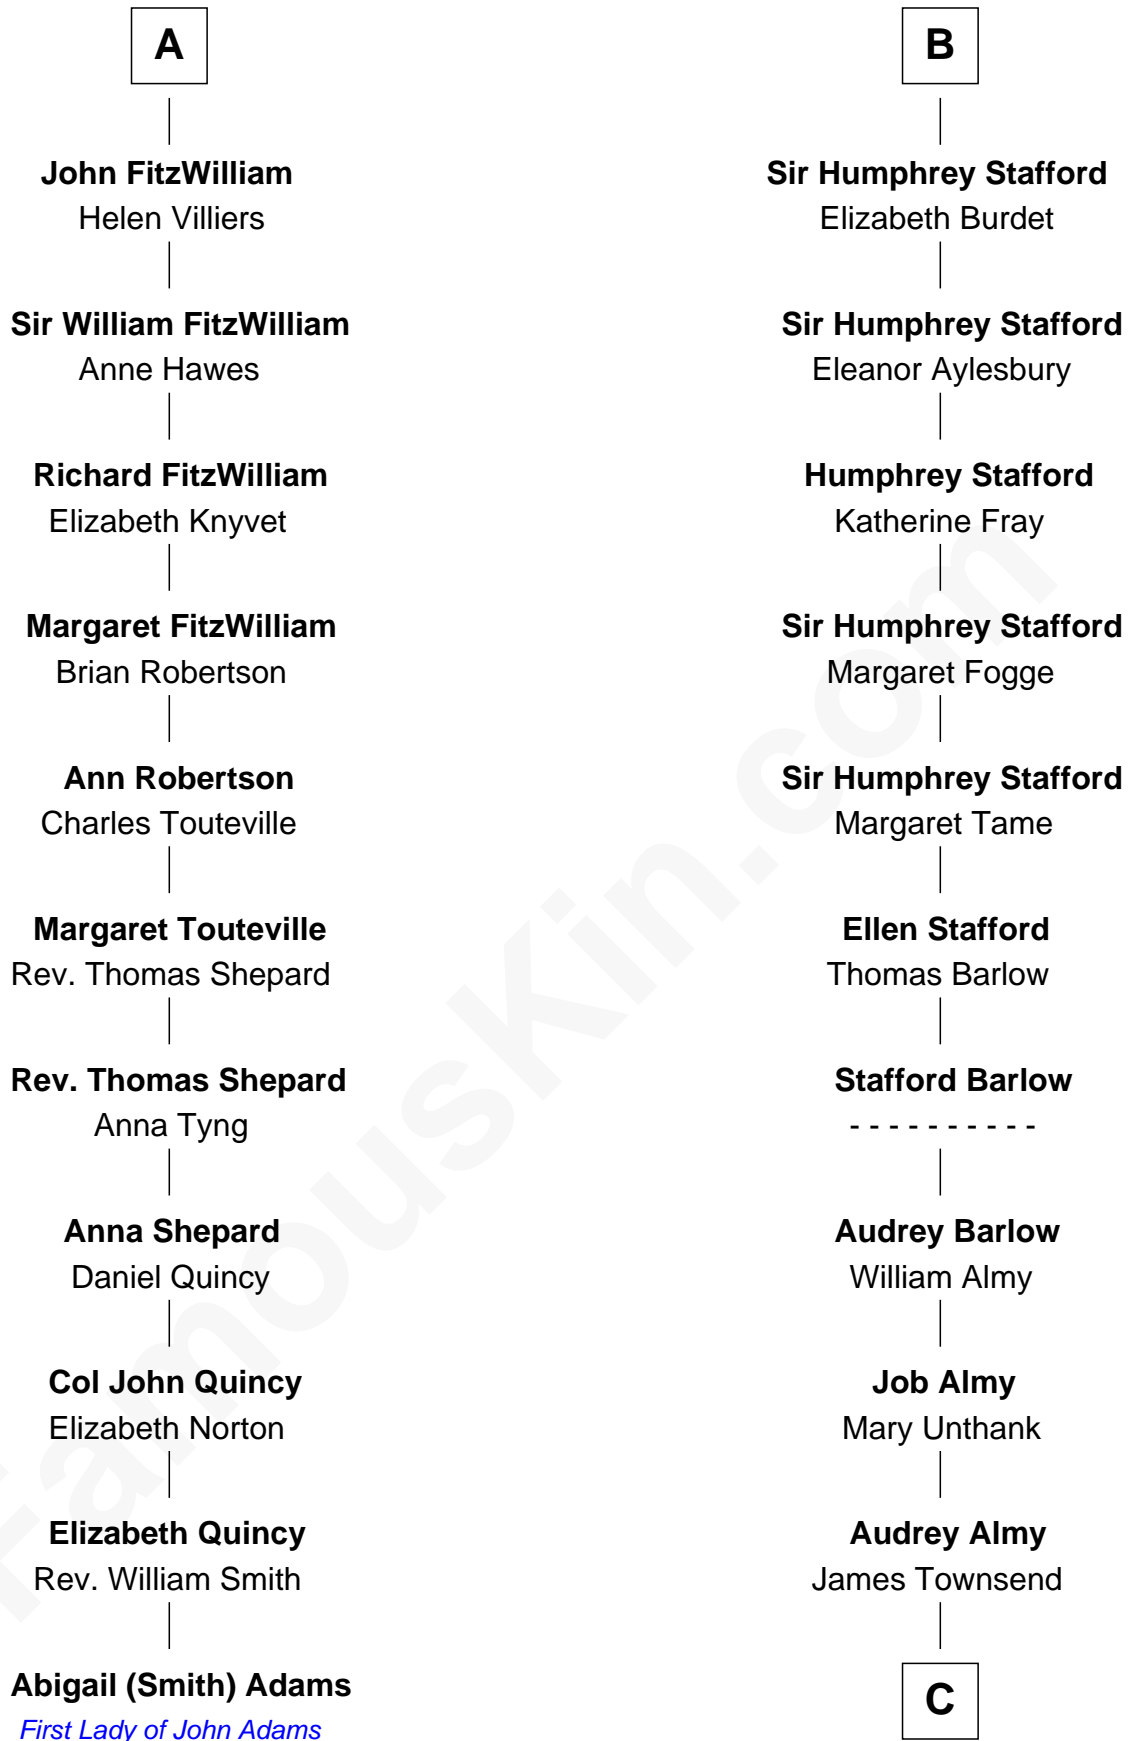 A
John FitzWilliam
Helen Villiers
Sir William FitzWilliam
Anne Hawes
Richard FitzWilliam
Elizabeth Knyvet
Margaret FitzWilliam
Brian Robertson
Ann Robertson
Charles Touteville
Margaret Touteville
Rev. Thomas Shepard
Rev. Thomas Shepard
Anna Tyng
Anna Shepard
Daniel Quincy
Col John Quincy
Elizabeth Norton
Elizabeth Quincy
Rev. William Smith
Abigail (Smith) Adams
First Lady of John Adams
B
Sir Humphrey Stafford
Elizabeth Burdet
Sir Humphrey Stafford
Eleanor Aylesbury
Humphrey Stafford
Katherine Fray
Sir Humphrey Stafford
Margaret Fogge
Sir Humphrey Stafford
Margaret Tame
Ellen Stafford
Thomas Barlow
Stafford Barlow
- - - - - - - - - -
Audrey Barlow
William Almy
Job Almy
Mary Unthank
Audrey Almy
James Townsend
C
FamousKin.com